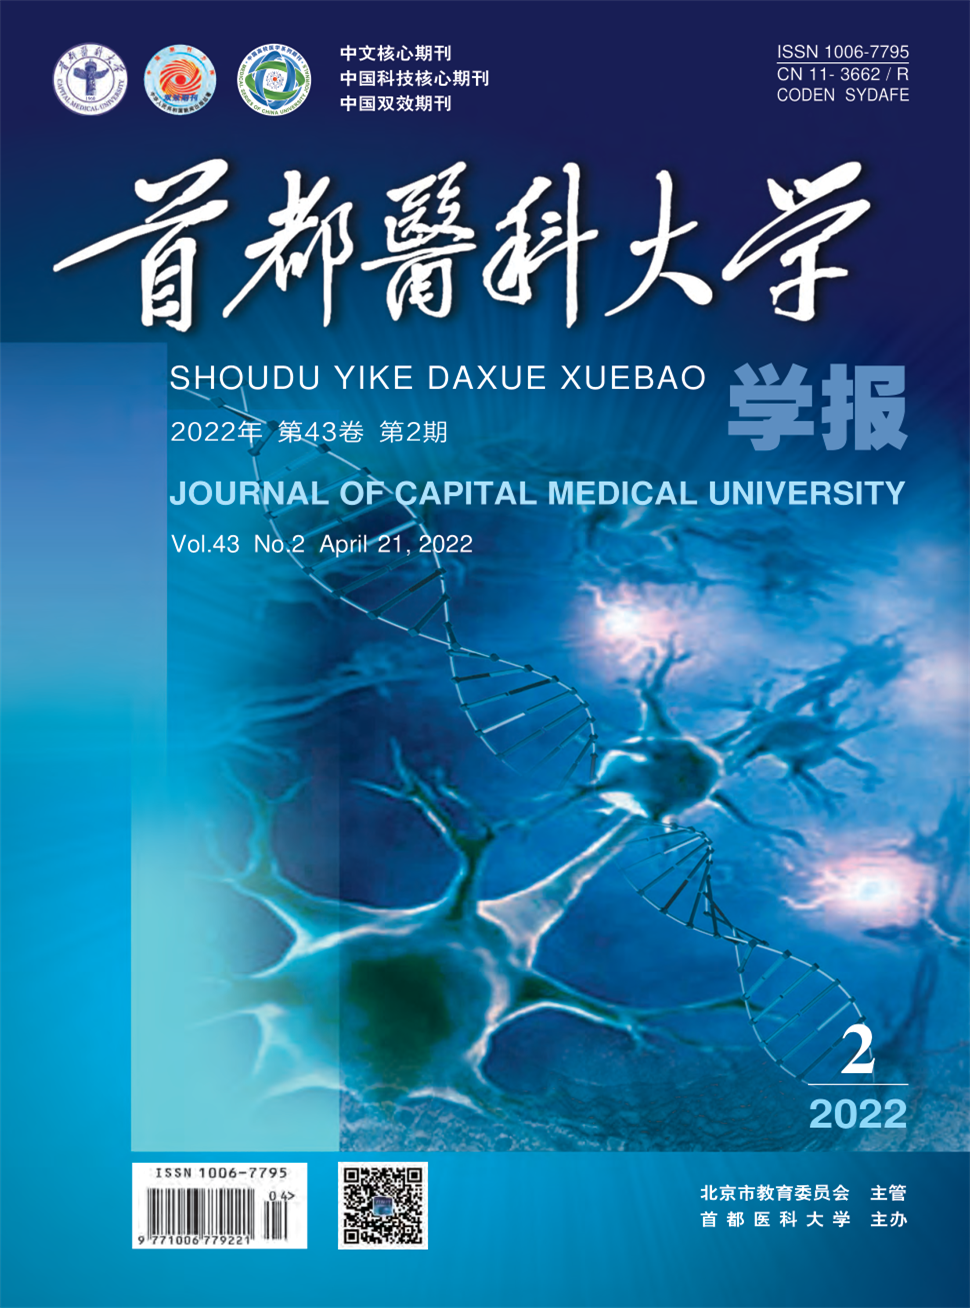 中文核心期刊
中国科技核心期刊
中国双效期刊
ISSN 1006-7795
CN 11- 3662 / R
CODEN SYDAFE
首都醫科大学
CAPITAL MEDICAL UNIVERSITY
SHOUDU YIKE DAXUE XUEBAO
学报
2022年 第43卷 第2期
JOURNAL OF CAPITAL MEDICAL UNIVERSITY
Vol.43 No.2 April 21, 2022
2
2022
ISSN 1006-7795
04>
9 771006 779221
北京市教育委员会 主管
首都医科大学 主办